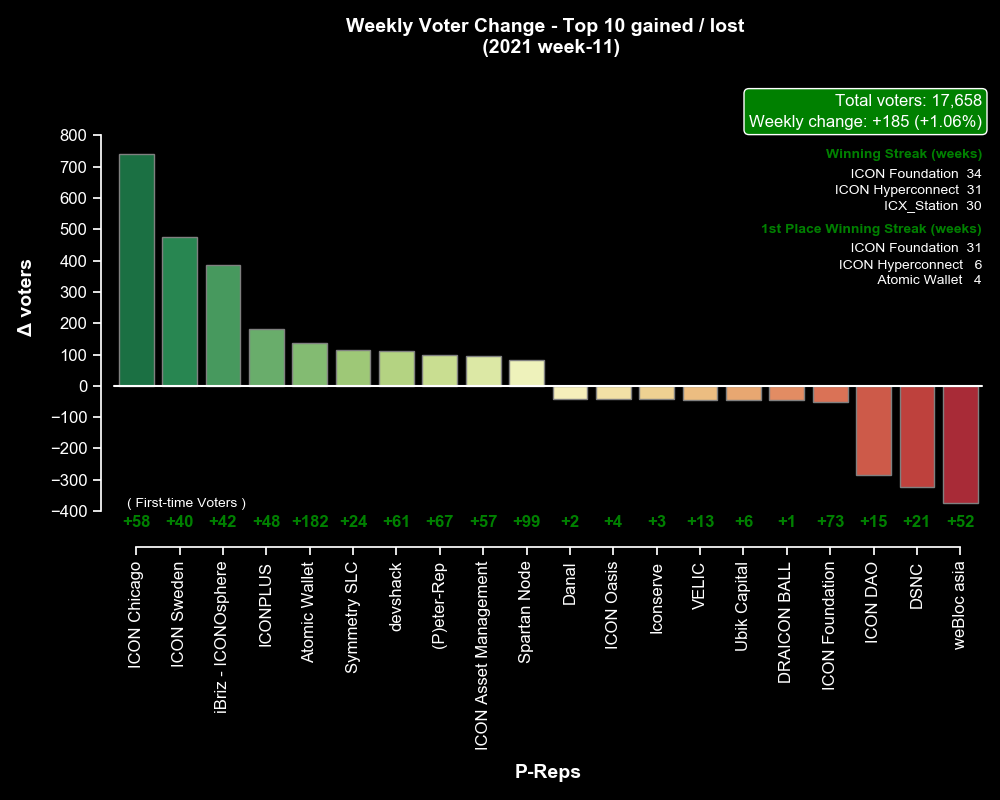 Weekly Voter Change - Top 10 gained / lost
(2021 week-11)
Total voters: 17,658
Weekly change: +185 (+1.06%)
Winning Streak (weeks)
ICON Foundation 34
ICON Hyperconnect 31
ICX_Station 30
1st Place Winning Streak (weeks)
ICON Foundation 31
ICON Hyperconnect 6
Atomic Wallet 4
Δ voters
800
700
600
500
400
300
200
100
0
−100
−200
−300
−400
( First-time Voters )
+58 +40 +42 +48 +182 +24 +61 +67 +57 +99 +2 +4 +3 +13 +6 +1 +73 +15 +21 +52
ICON Chicago
ICON Sweden
iBriz - ICONOsphere
ICONPLUS
Atomic Wallet
Symmetry SLC
devshack
(P)eter-Rep
ICON Asset Management
Spartan Node
Danal
ICON Oasis
Iconserve
VELIC
Ubik Capital
DRAICON BALL
ICON Foundation
ICON DAO
DSNC
weBloc asia
P-Reps